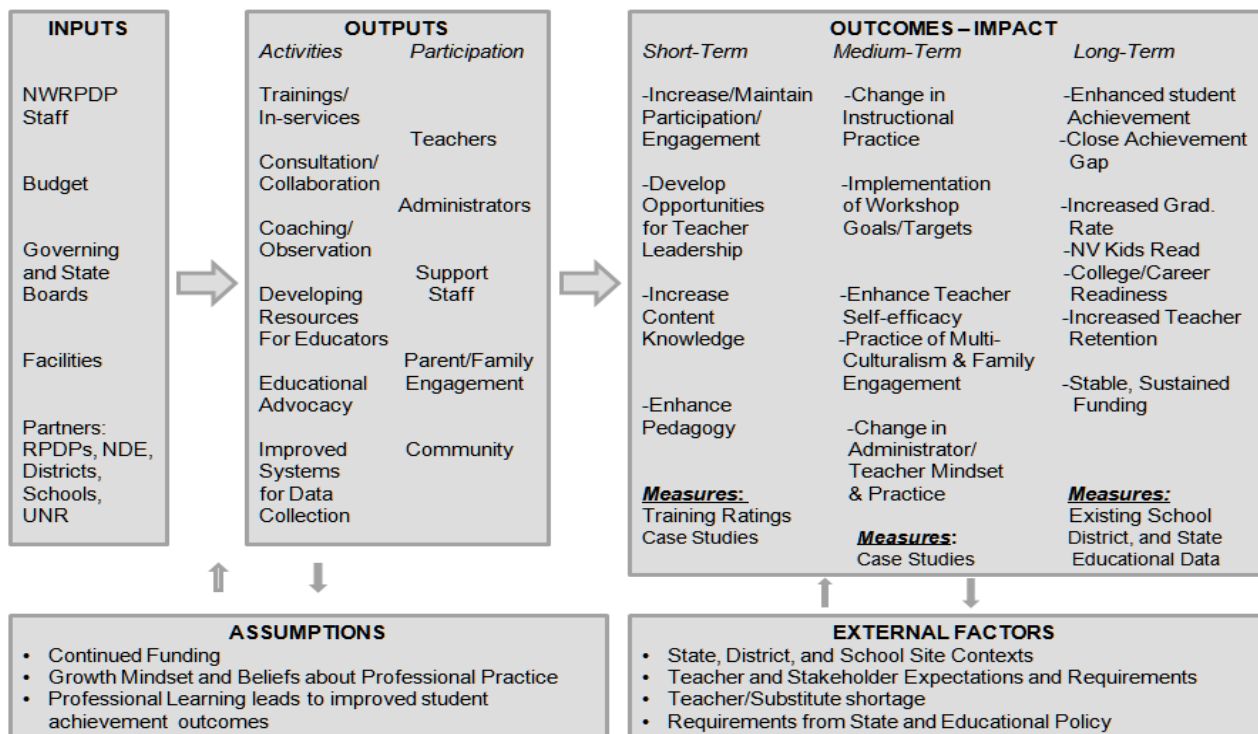 INPUTS
NWRPDP
Staff
Budget
Governing
and State
Boards
Facilities
Partners:
RPDPs, NDE,
Districts,
Schools,
UNR
OUTPUTS
Activities
Trainings/
In-services
Consultation/
Collaboration
Coaching/
Observation
Developing
Resources
For Educators
Educational
Advocacy
Improved
Systems
for Data
Collection
Participation
Teachers
Administrators
Support
Staff
Parent/Family
Engagement
Community
OUTCOMES – IMPACT
Short-Term
-Increase/Maintain
Participation/
Engagement
-Develop
Opportunities
for Teacher
Leadership
-Increase
Content
Knowledge
-Enhance
Pedagogy
Measures:
Training Ratings
Case Studies
Medium-Term
-Change in
Instructional
Practice
-Implementation
of Workshop
Goals/Targets
-Enhance Teacher
Self-efficacy
-Practice of Multi-
Culturalism & Family
Engagement
-Change in
Administrator/
Teacher Mindset
& Practice
Measures:
Case Studies
Long-Term
-Enhanced student
Achievement
-Close Achievement
Gap
-Increased Grad.
Rate
-NV Kids Read
-College/Career
Readiness
-Increased Teacher
Retention
-Stable, Sustained
Funding
Measures:
Existing School
District, and State
Educational Data
ASSUMPTIONS
• Continued Funding
• Growth Mindset and Beliefs about Professional Practice
• Professional Learning leads to improved student
achievement outcomes
EXTERNAL FACTORS
• State, District, and School Site Contexts
• Teacher and Stakeholder Expectations and Requirements
• Teacher/Substitute shortage
• Requirements from State and Educational Policy